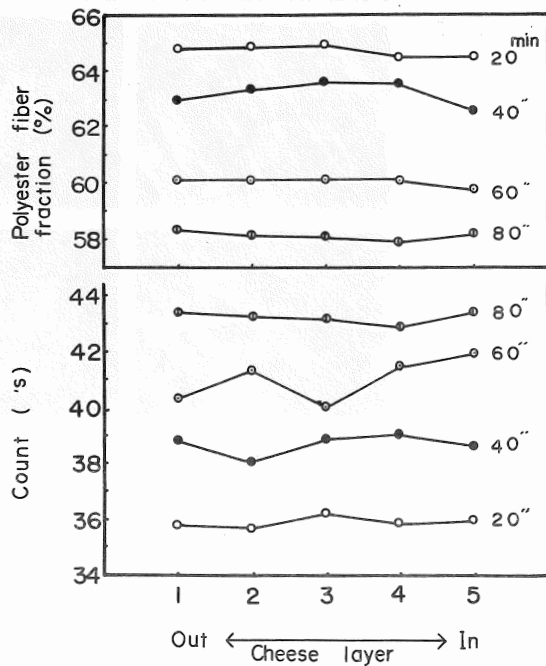 66
64
62
60
58
Polyester fiber
fraction (%)
min
20
40″
60″
80″
44
42
40
38
36
34
Count ( 's)
80″
60″
40″
20″
1 2 3 4 5
Out ⟵⟶ In
Cheese layer